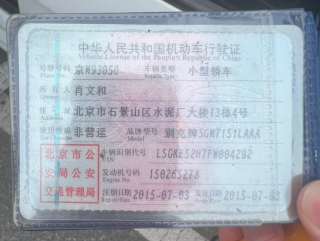 中华人民共和国机动车行驶证
Vehicle License of the People's Republic of China
号牌号码 京N93050 车辆类型 小型轿车
Plate No. Vehicle Type
所有人 肖文和
住址 北京市石景山区水泥厂大楼13栋4号
使用性质 非营运 品牌型号 别克牌SGM7151LAAA
北京市公安局公安交通管理局
车辆识别代号 LSGKE52H7FW004292
VIN
发动机号码 150265278
Engine No.
注册日期 2015-07-03 发证日期 2015-07-03
Register Date Issue Date